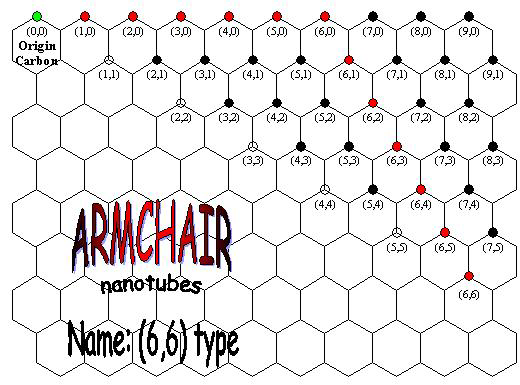 (0,0) (1,0) (2,0) (3,0) (4,0) (5,0) (6,0) (7,0) (8,0) (9,0)
Origin
Carbon
(1,1) (2,1) (3,1) (4,1) (5,1) (6,1) (7,1) (8,1) (9,1)
(2,2) (3,2) (4,2) (5,2) (6,2) (7,2) (8,2)
(3,3) (4,3) (5,3) (6,3) (7,3) (8,3)
(4,4) (5,4) (6,4) (7,4)
(5,5) (6,5) (7,5)
(6,6)
ARMCHAIR
nanotubes
Name: (6,6) type